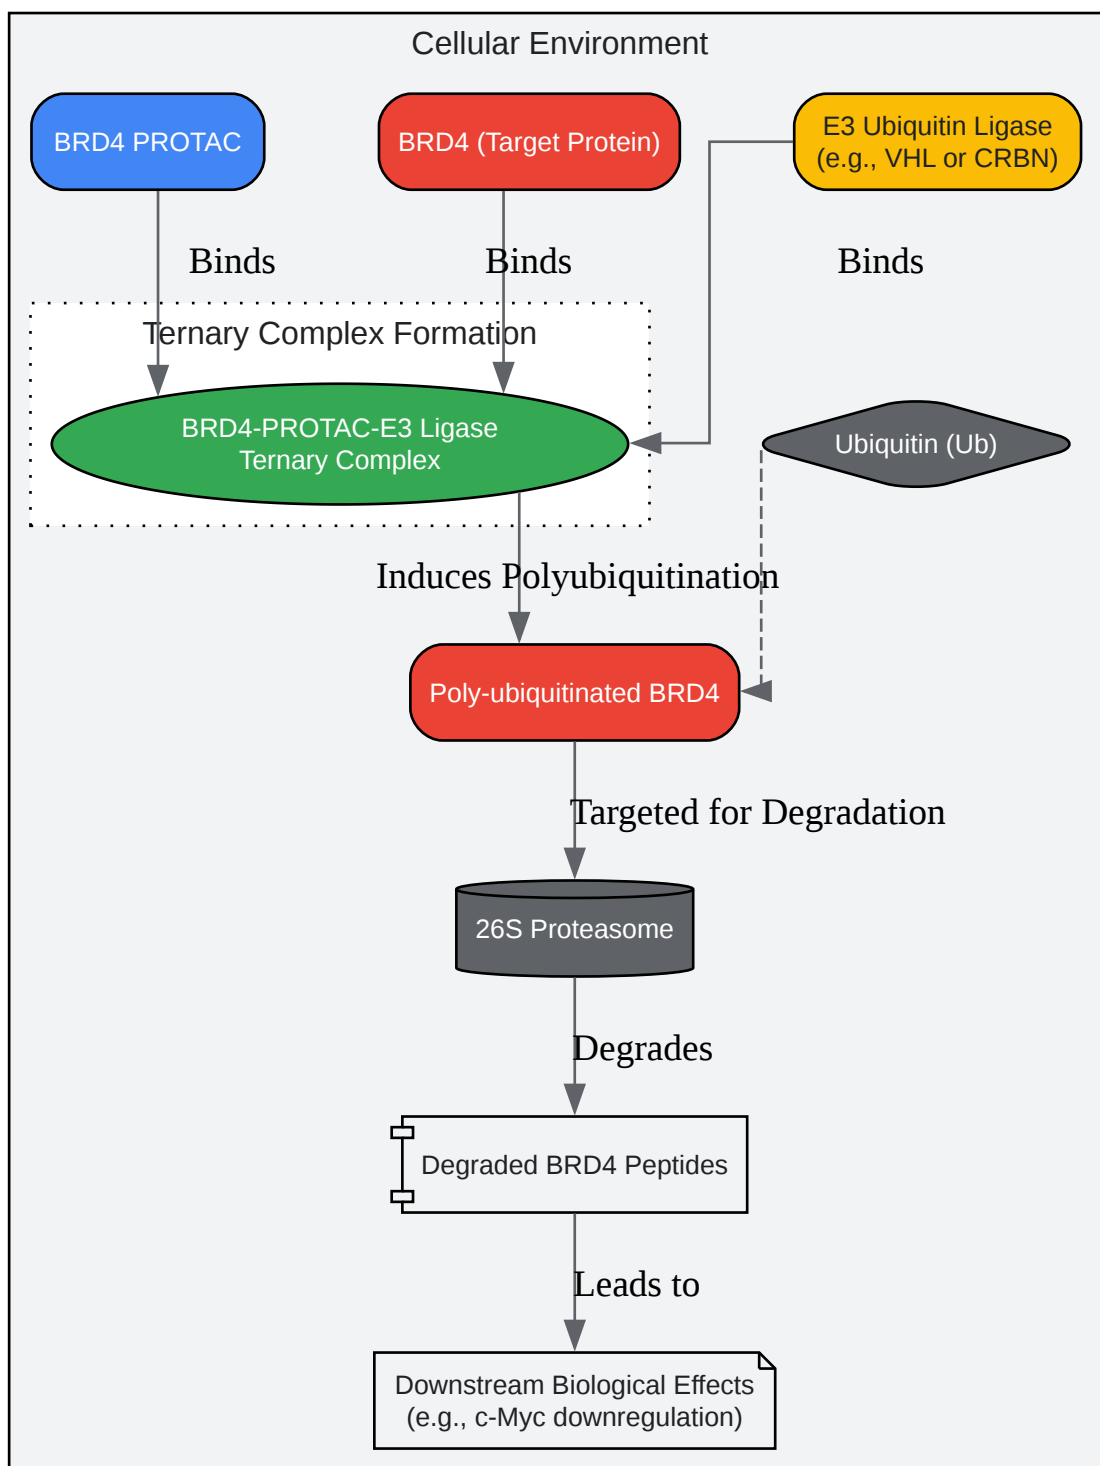 Cellular Environment
BRD4 PROTAC
BRD4 (Target Protein)
E3 Ubiquitin Ligase
(e.g., VHL or CRBN)
Binds
Binds
Binds
Ternary Complex Formation
BRD4-PROTAC-E3 Ligase
Ternary Complex
Ubiquitin (Ub)
Induces Polyubiquitination
Poly-ubiquitinated BRD4
Targeted for Degradation
26S Proteasome
Degrades
Degraded BRD4 Peptides
Leads to
Downstream Biological Effects
(e.g., c-Myc downregulation)